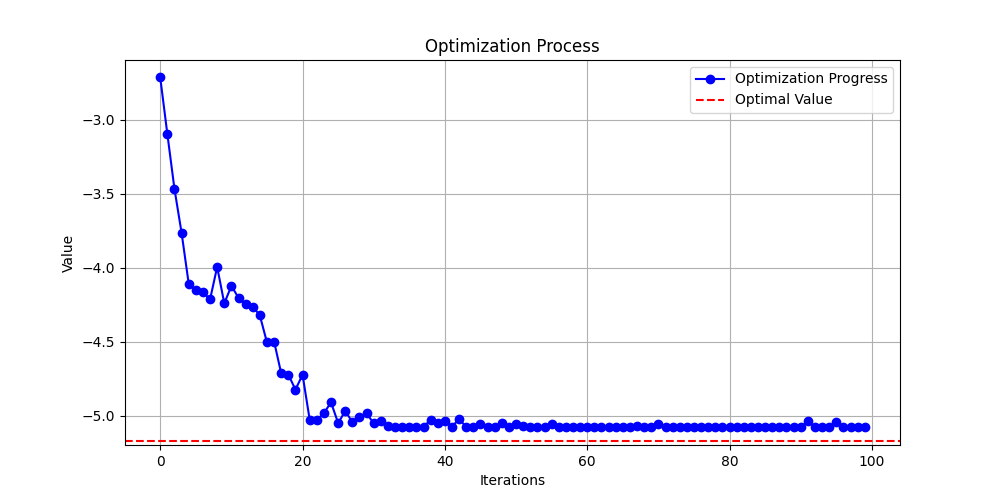 Optimization Process
Optimization Progress
Optimal Value
Value
−3.0
−3.5
−4.0
−4.5
−5.0
0 20 40 60 80 100
Iterations